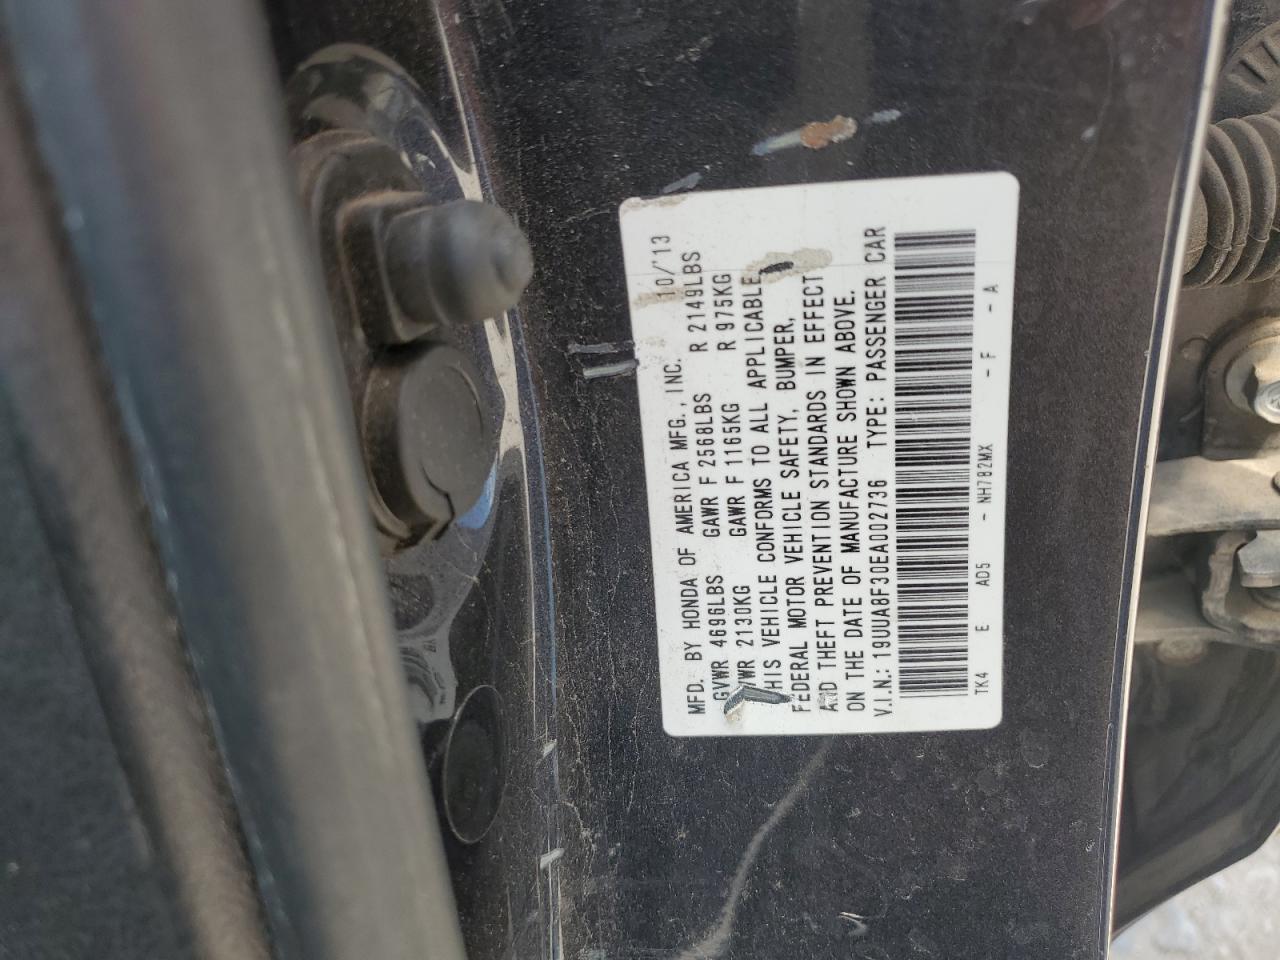 MFD. BY HONDA OF AMERICA MFG., INC. 10/'13
GVWR 4696LBS GAWR F 2568LBS R 2149LBS
VWR 2130KG GAWR F 1165KG R 975KG
HIS VEHICLE CONFORMS TO ALL APPLICABLE
FEDERAL MOTOR VEHICLE SAFETY, BUMPER,
AND THEFT PREVENTION STANDARDS IN EFFECT
ON THE DATE OF MANUFACTURE SHOWN ABOVE.
V.I.N.: 19UUA8F30EA002736 TYPE: PASSENGER CAR
TK4 E AD5 - NH782MX - F - A